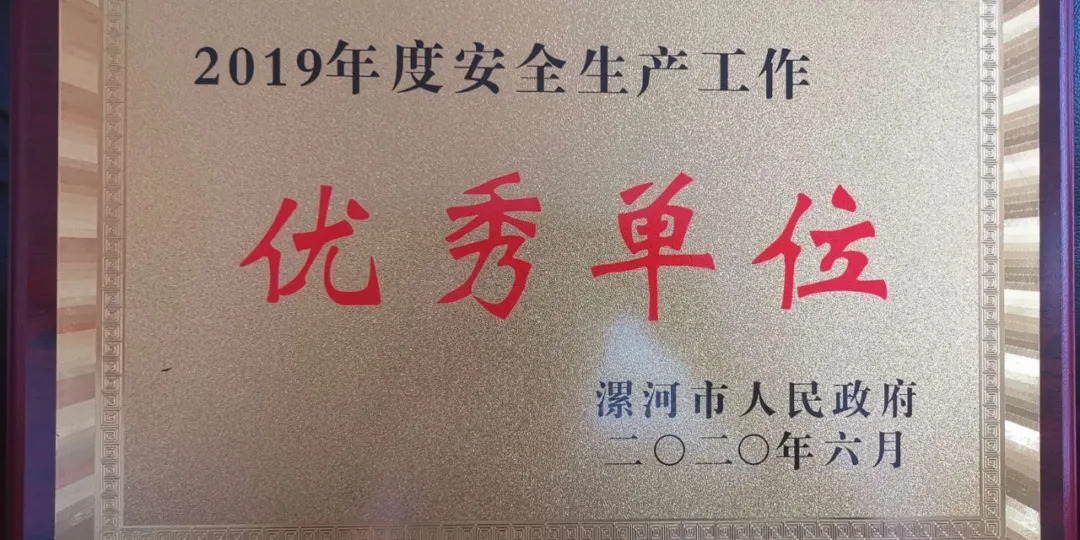 2019年度安全生产工作
优秀单位
漯河市人民政府
二〇二〇年六月